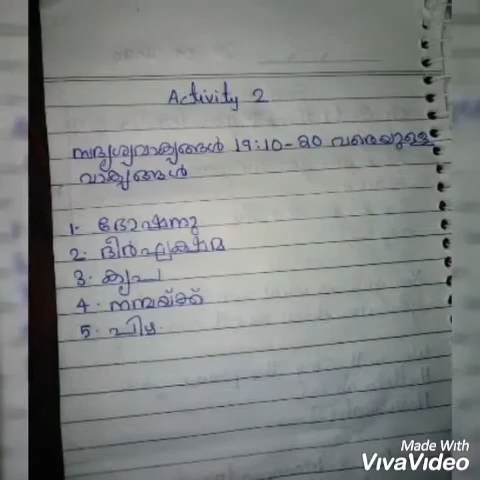 Activity 2
സദൃശ്യവാക്യങ്ങൾ 19:10-20 വരെയുള്ള
വാക്യങ്ങൾ
1. ഭോഷനു
2. ദീർഘക്ഷമ
3. കൃപ
4. നന്മയ്ക്ക്
5. പിഴ
Made With
VivaVideo